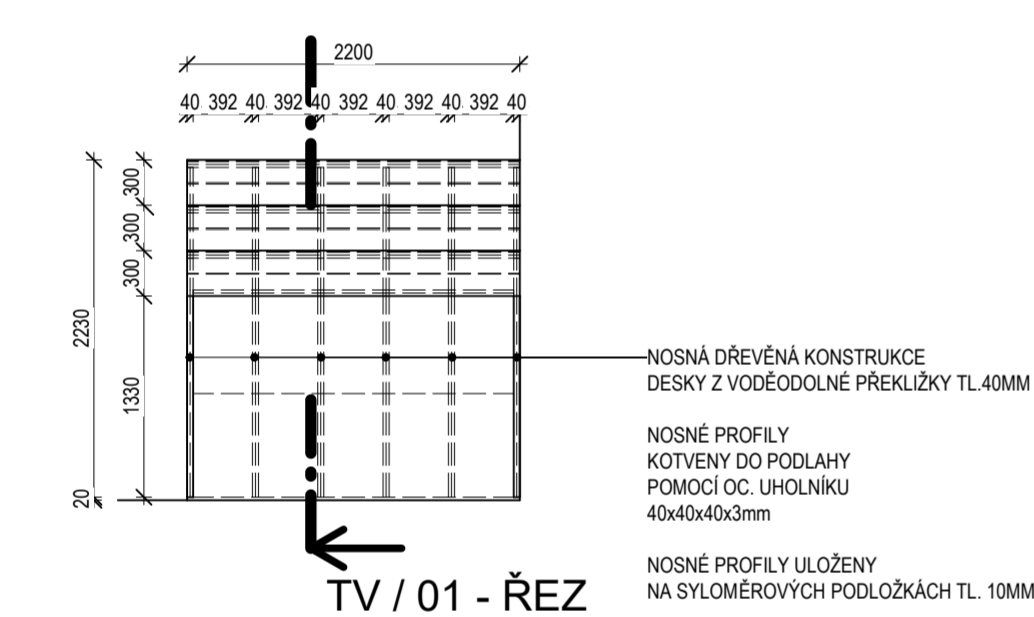 2200
40 392 40 392 40 392 40 392 40 392 40
300
300
300
2230
1330
20
NOSNÁ DŘEVĚNÁ KONSTRUKCE
DESKY Z VODĚODOLNÉ PŘEKLIŽKY TL.40MM
NOSNÉ PROFILY
KOTVENY DO PODLAHY
POMOCÍ OC. UHOLNÍKU
40x40x40x3mm
NOSNÉ PROFILY ULOŽENY
NA SYLOMĚROVÝCH PODLOŽKÁCH TL. 10MM
TV / 01 - ŘEZ